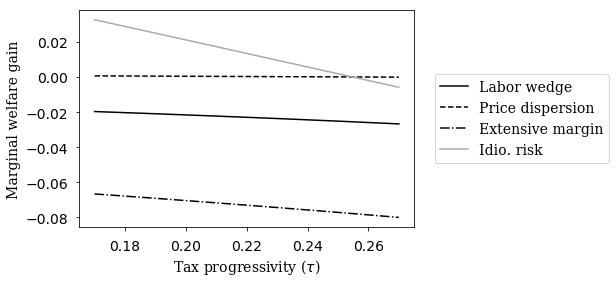 Marginal welfare gain
0.02
0.00
−0.02
−0.04
−0.06
−0.08
0.18
0.20
0.22
0.24
0.26
Tax progressivity (τ)
Labor wedge
Price dispersion
Extensive margin
Idio. risk